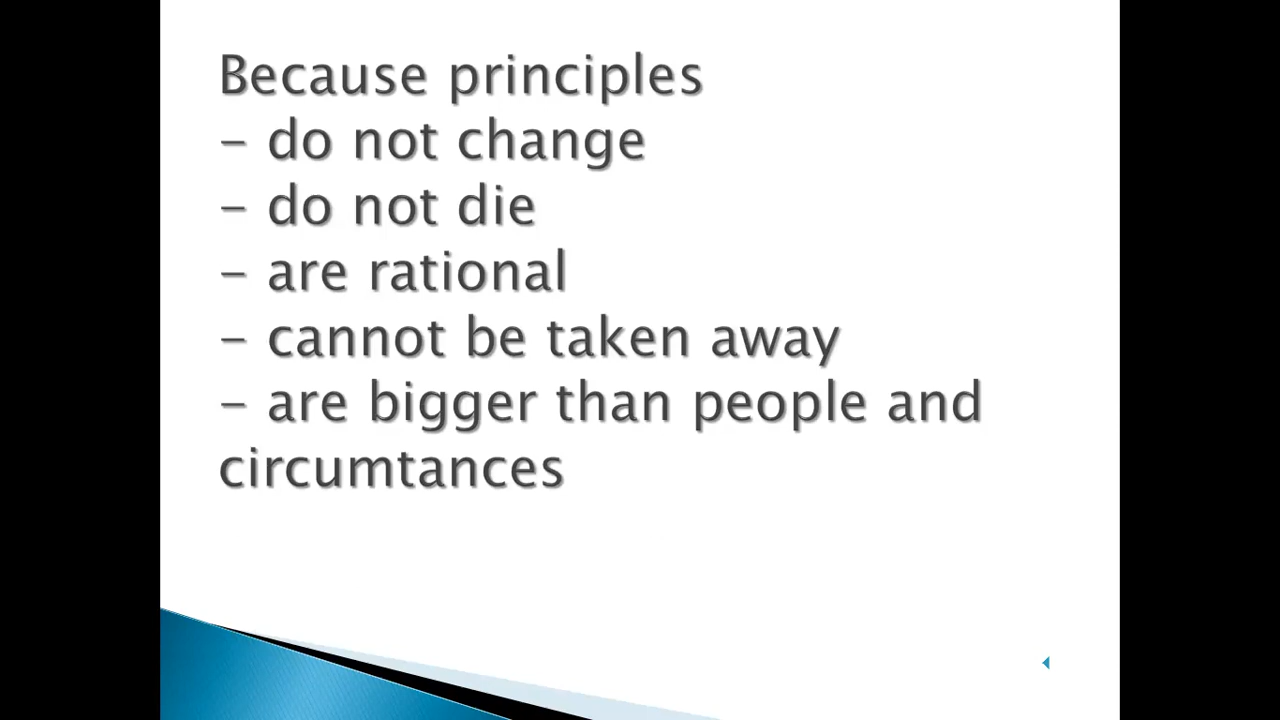 Because principles
- do not change
- do not die
- are rational
- cannot be taken away
- are bigger than people and
circumtances